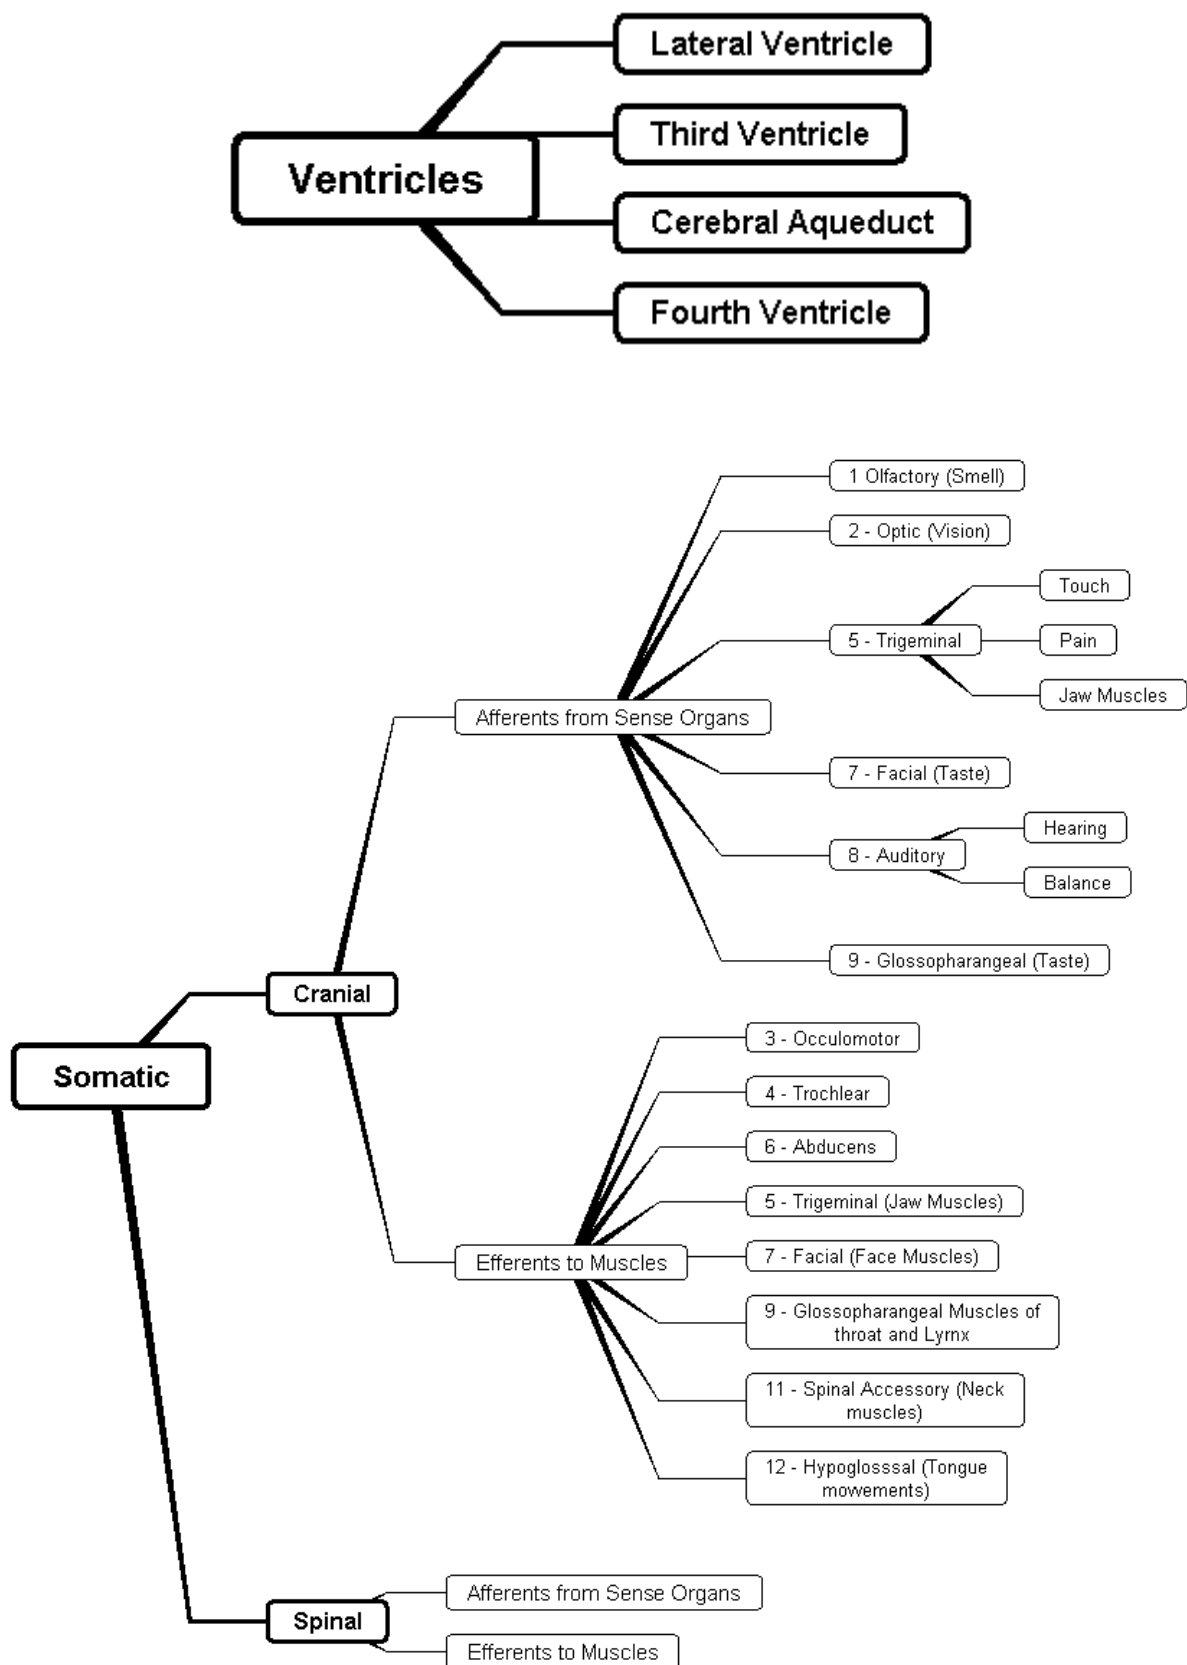 Lateral Ventricle
Third Ventricle
Ventricles
Cerebral Aqueduct
Fourth Ventricle
1 Olfactory (Smell)
2 - Optic (Vision)
Touch
5 - Trigeminal
Pain
Jaw Muscles
Afferents from Sense Organs
7 - Facial (Taste)
Hearing
8 - Auditory
Balance
9 - Glossopharangeal (Taste)
Cranial
3 - Occulomotor
Somatic
4 - Trochlear
6 - Abducens
5 - Trigeminal (Jaw Muscles)
Efferents to Muscles
7 - Facial (Face Muscles)
9 - Glossopharangeal Muscles of
throat and Lyrnx
11 - Spinal Accessory (Neck
muscles)
12 - Hypoglosssal (Tongue
mowements)
Afferents from Sense Organs
Spinal
Efferents to Muscles